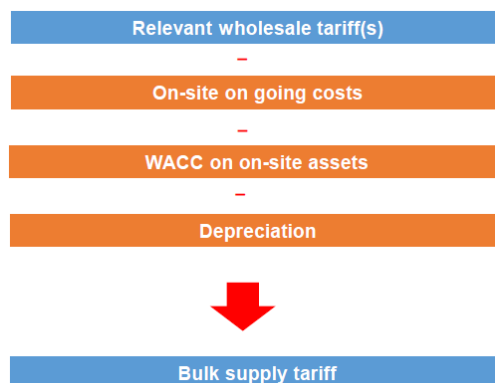 Relevant wholesale tariff(s)
–
On-site on going costs
–
WACC on on-site assets
–
Depreciation
Bulk supply tariff